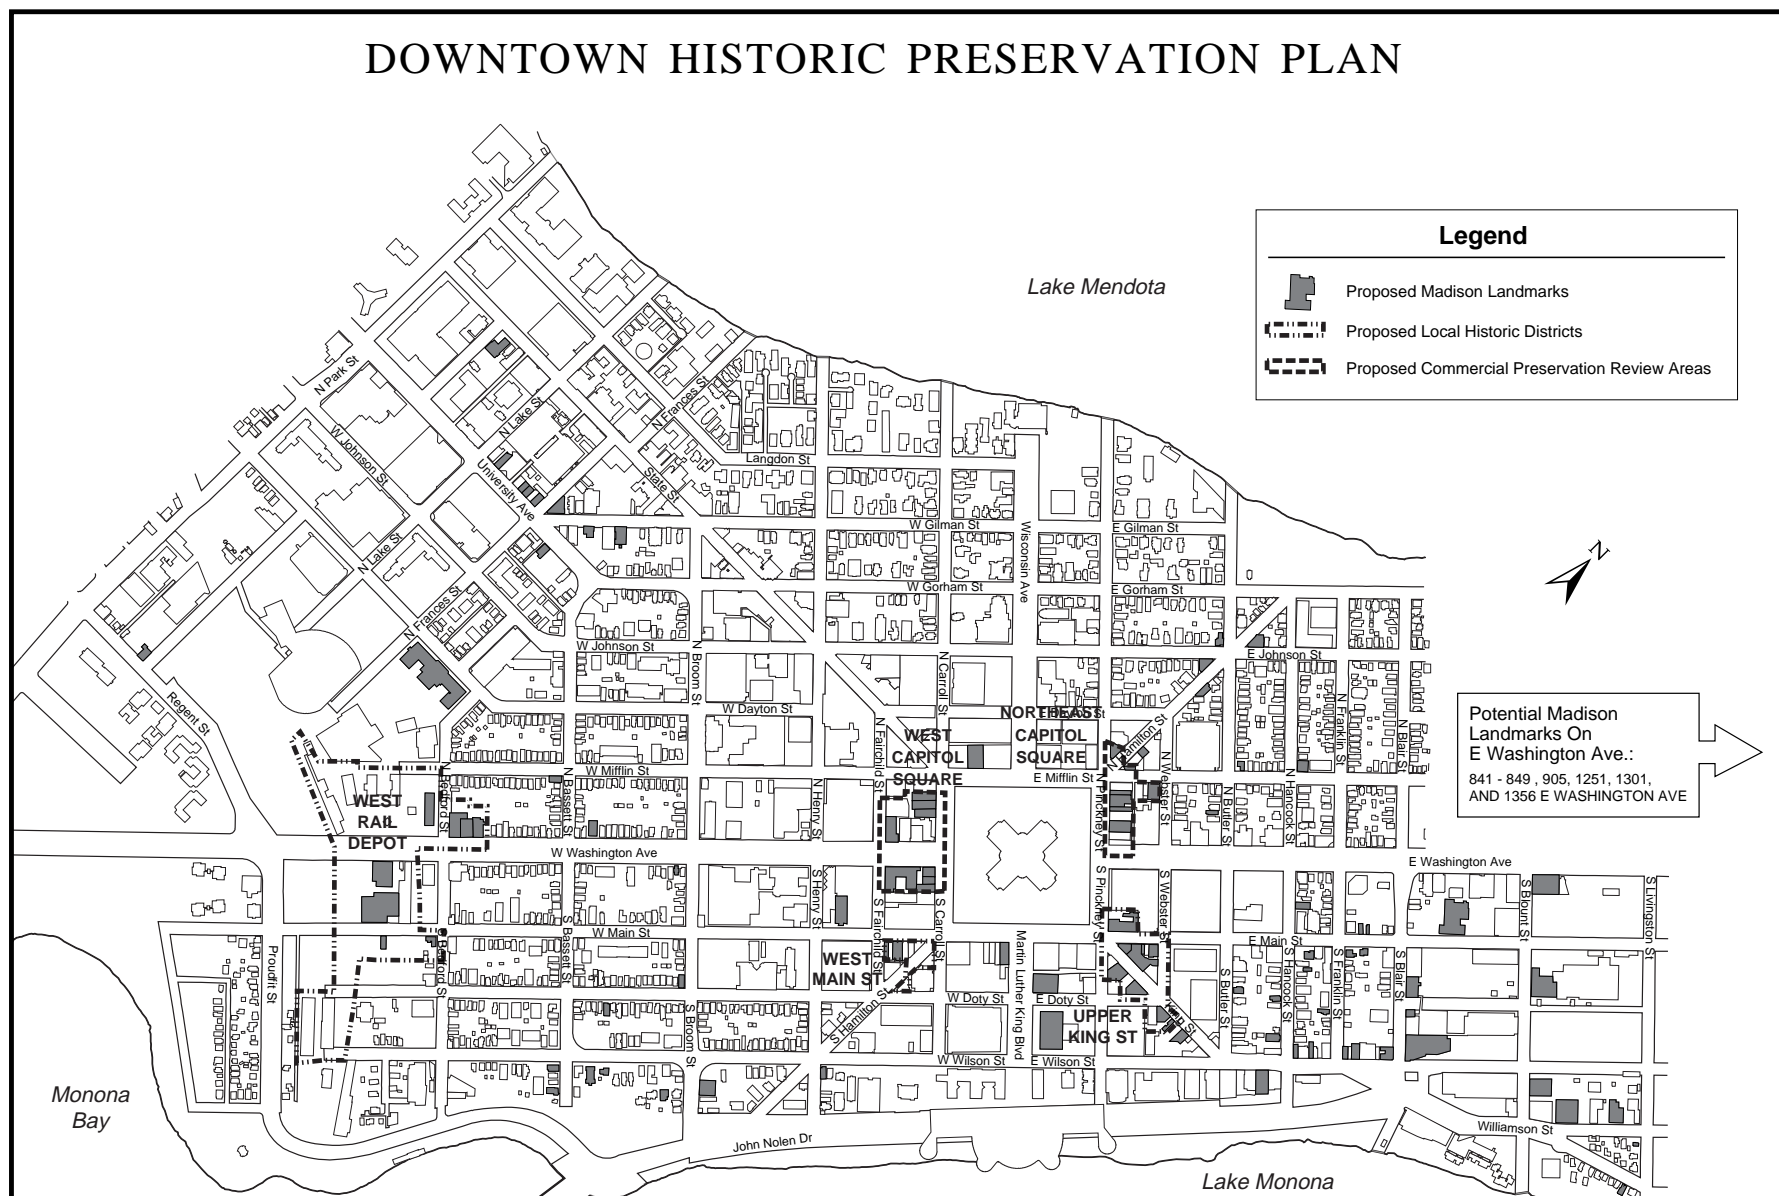 DOWNTOWN HISTORIC PRESERVATION PLAN
Legend
Proposed Madison Landmarks
Proposed Local Historic Districts
Proposed Commercial Preservation Review Areas
Lake Mendota
N
N Park St
W Johnson St
N Lake St
University Ave
N Frances St
State St
Langdon St
W Gilman St
Wisconsin Ave
E Gilman St
N Lake St
N Frances St
W Gorham St
E Gorham St
W Johnson St
N Broom St
N Carroll St
E Johnson St
Regent St
W Dayton St
N Fairchild St
N Hamilton St
N Franklin St
N Blair St
NORTHEAST
CAPITOL
SQUARE
WEST
CAPITOL
SQUARE
Potential Madison
Landmarks On
E Washington Ave.:
841 - 849 , 905, 1251, 1301,
AND 1356 E WASHINGTON AVE
W Mifflin St
E Mifflin St
N Bedford St
N Bassett St
N Henry St
N Pinckney St
N Webster St
N Butler St
N Hancock St
WEST
RAIL
DEPOT
W Washington Ave
E Washington Ave
S Henry St
S Fairchild St
S Carroll St
S Pinckney St
S Webster St
S Blount St
S Livingston St
W Main St
E Main St
Proudfit St
S Bedford St
S Bassett St
WEST
MAIN ST
Martin Luther King Blvd
S Butler St
S Hancock St
S Franklin St
S Blair St
W Doty St
E Doty St
S Hamilton St
S Broom St
UPPER
KING ST
King St
W Wilson St
E Wilson St
Monona
Bay
John Nolen Dr
Williamson St
Lake Monona